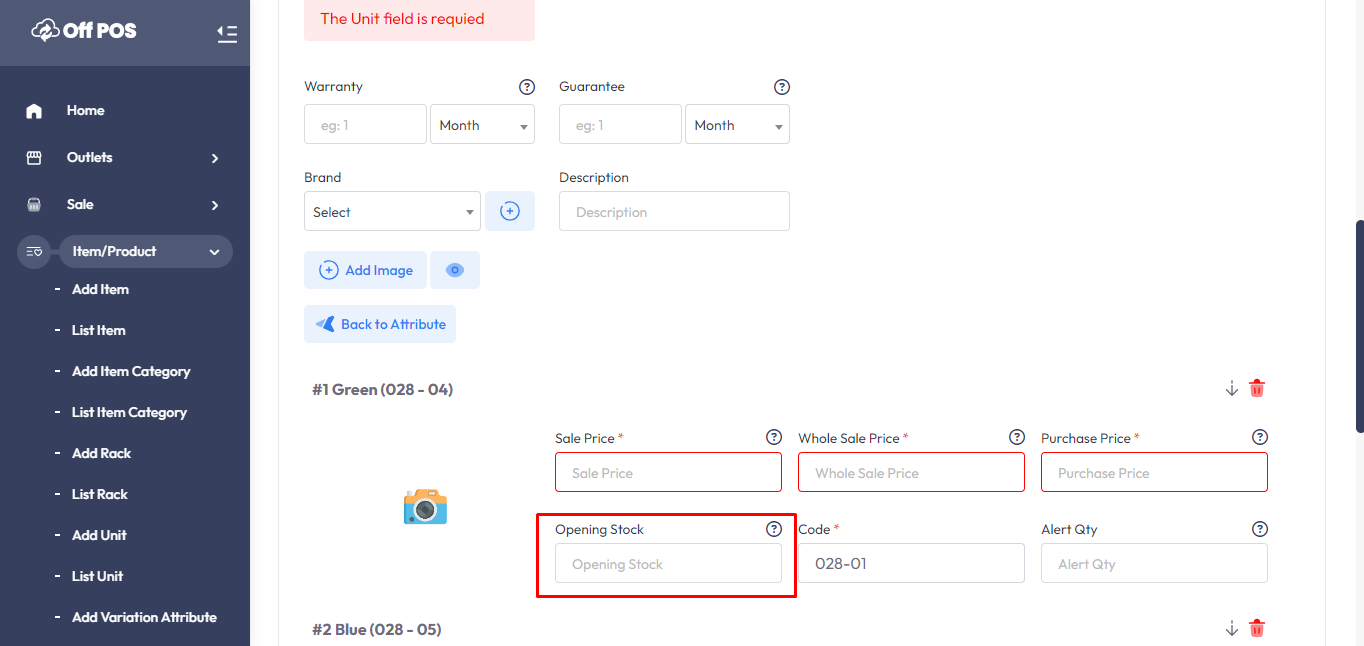 Off POS
Home
Outlets
Sale
Item/Product
- Add Item
- List Item
- Add Item Category
- List Item Category
- Add Rack
- List Rack
- Add Unit
- List Unit
- Add Variation Attribute
The Unit field is requied
Warranty ? Guarantee ?
eg: 1 Month eg: 1 Month
Brand Description
Select Description
Add Image
Back to Attribute
#1 Green (028 - 04)
Sale Price * ? Whole Sale Price * ? Purchase Price * ?
Sale Price Whole Sale Price Purchase Price
Opening Stock ? Code * Alert Qty ?
Opening Stock 028-01 Alert Qty
#2 Blue (028 - 05)